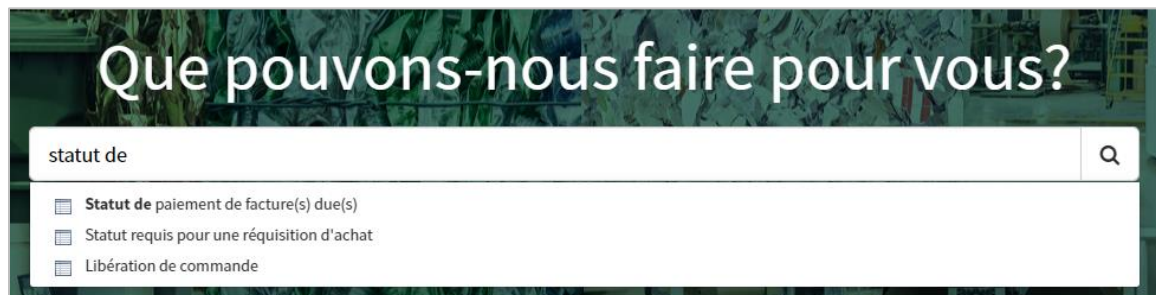 Que pouvons-nous faire pour vous?
statut de
Statut de paiement de facture(s) due(s)
Statut requis pour une réquisition d'achat
Libération de commande